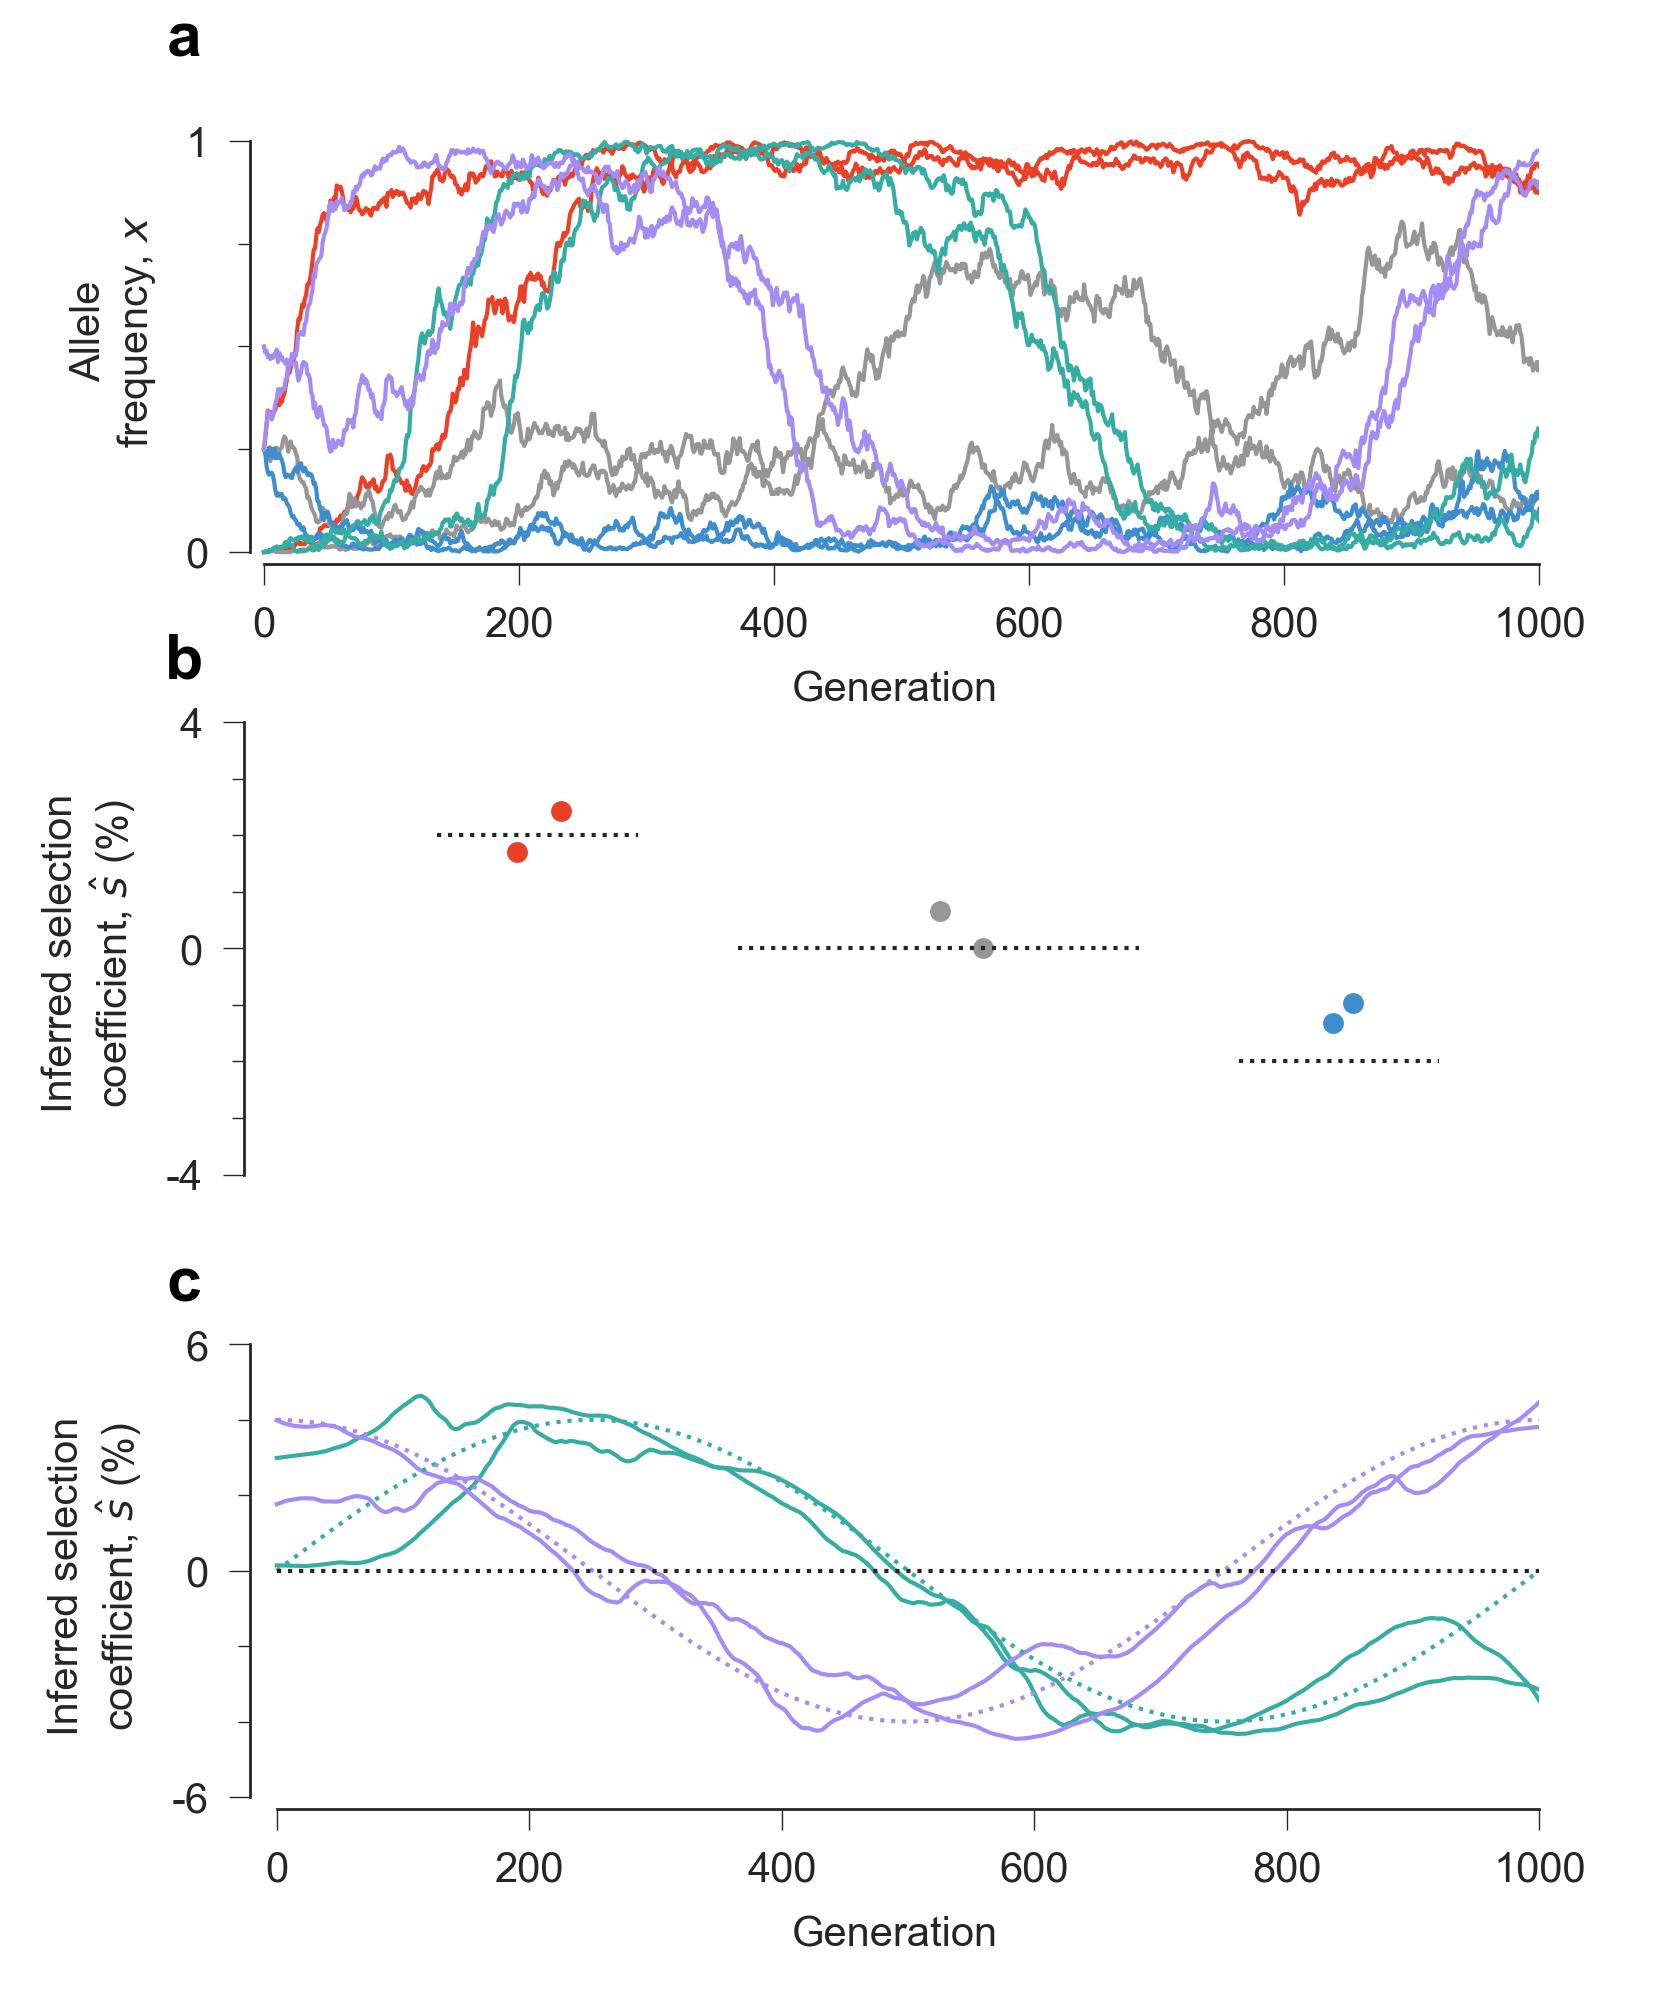 a
Allele
frequency, x
1
0
0 200 400 600 800 1000
Generation
b
Inferred selection
coefficient, ŝ (%)
4
0
-4
c
Inferred selection
coefficient, ŝ (%)
6
0
-6
0 200 400 600 800 1000
Generation